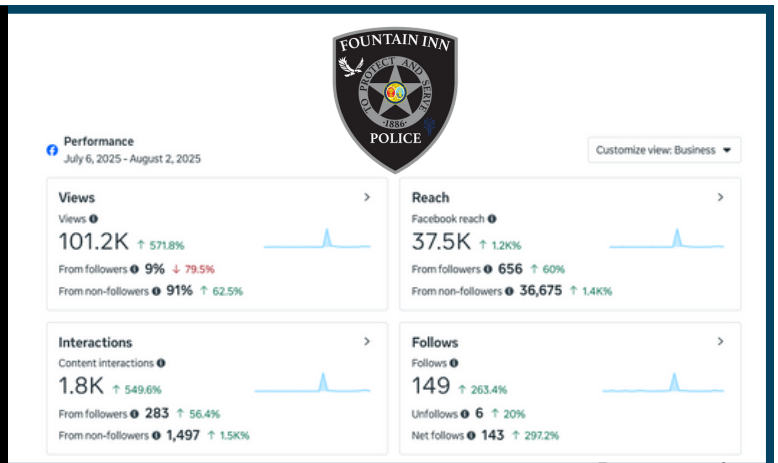 FOUNTAIN INN
TO PROTECT AND SERVE
-1886-
POLICE
Performance
July 6, 2025 - August 2, 2025
Customize view: Business
Views
Views
101.2K ↑ 571.8%
From followers 9% ↓ 79.5%
From non-followers 91% ↑ 62.5%
Reach
Facebook reach
37.5K ↑ 1.2K%
From followers 656 ↑ 60%
From non-followers 36,675 ↑ 1.4K%
Interactions
Content interactions
1.8K ↑ 549.6%
From followers 283 ↑ 56.4%
From non-followers 1,497 ↑ 1.5K%
Follows
Follows
149 ↑ 263.4%
Unfollows 6 ↑ 20%
Net follows 143 ↑ 297.2%